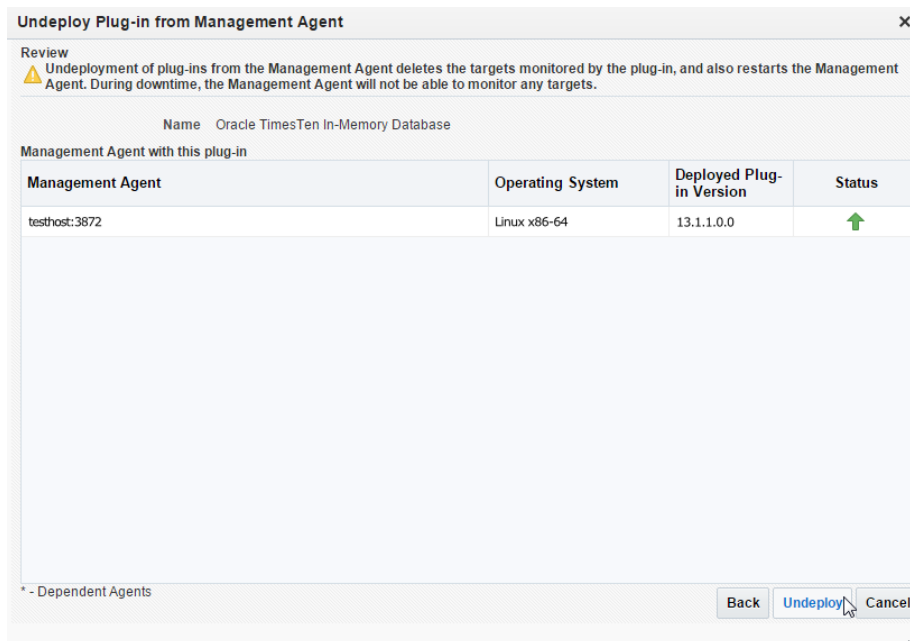 Undeploy Plug-in from Management Agent
Review
Undeployment of plug-ins from the Management Agent deletes the targets monitored by the plug-in, and also restarts the Management
Agent. During downtime, the Management Agent will not be able to monitor any targets.
Name Oracle TimesTen In-Memory Database
Management Agent with this plug-in
Management Agent Operating System Deployed Plug-
in Version Status
testhost:3872 Linux x86-64 13.1.1.0.0
* - Dependent Agents
Back Undeploy Cancel